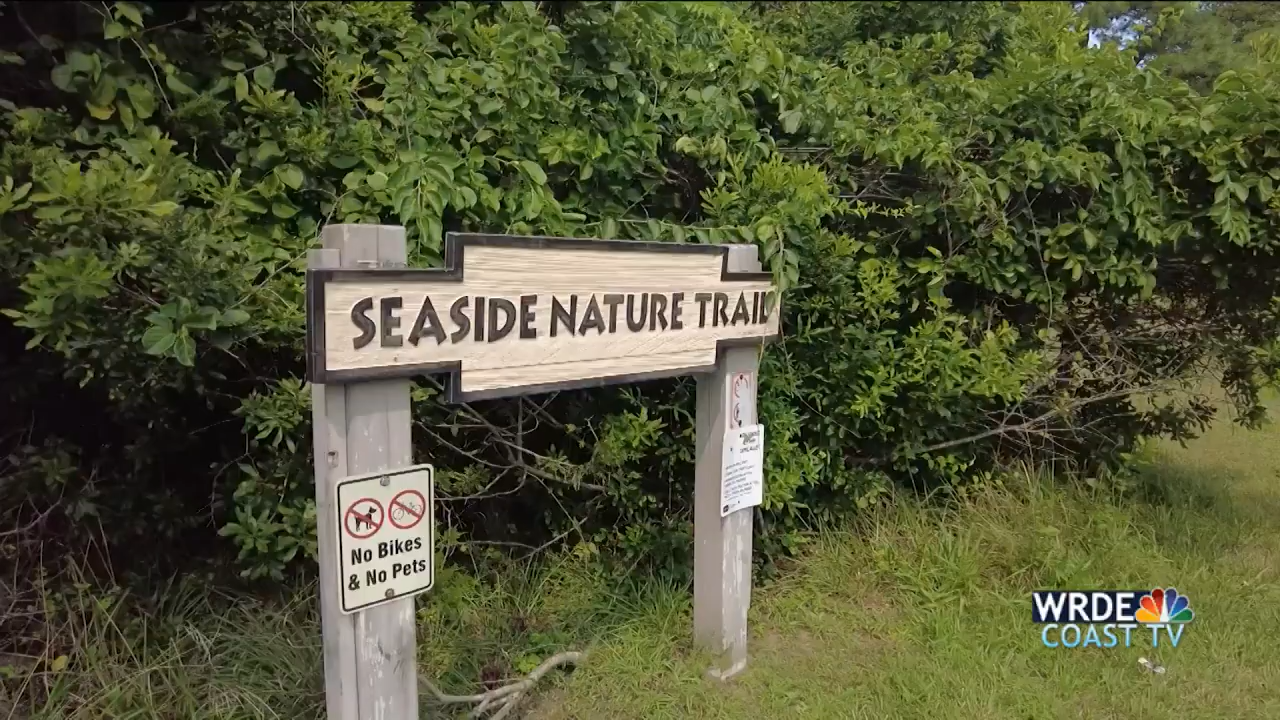 SEASIDE NATURE TRAIL
No Bikes
& No Pets
WRDE
COAST TV